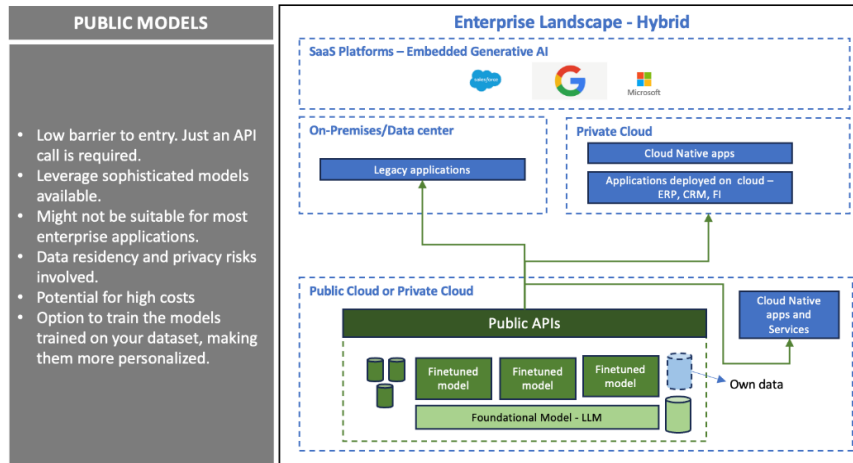 PUBLIC MODELS
• Low barrier to entry. Just an API
call is required.
• Leverage sophisticated models
available.
• Might not be suitable for most
enterprise applications.
• Data residency and privacy risks
involved.
• Potential for high costs
• Option to train the models
trained on your dataset, making
them more personalized.
Enterprise Landscape - Hybrid
SaaS Platforms – Embedded Generative AI
salesforce
Microsoft
On-Premises/Data center
Legacy applications
Private Cloud
Cloud Native apps
Applications deployed on cloud –
ERP, CRM, FI
Public Cloud or Private Cloud
Public APIs
Cloud Native
apps and
Services
Finetuned
model
Finetuned
model
Finetuned
model
Own data
Foundational Model - LLM